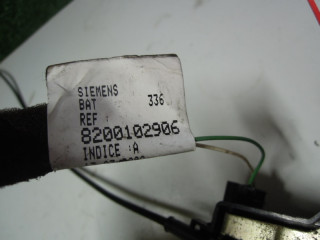 SIEMENS
BAT 336
REF
8200102906
INDICE :A